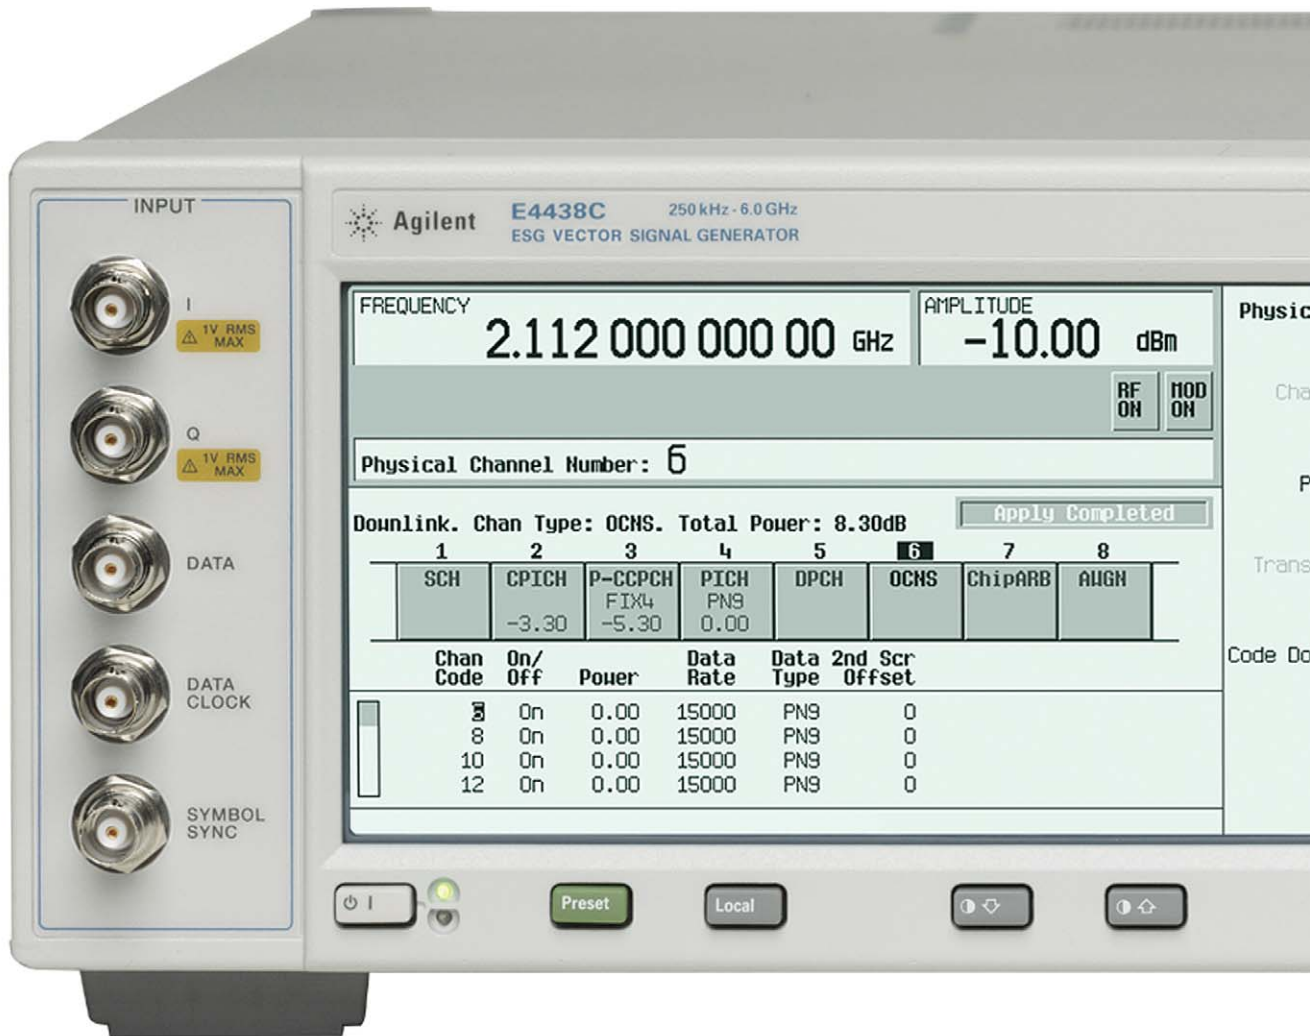 INPUT
I
1V RMS
MAX
Q
1V RMS
MAX
DATA
DATA
CLOCK
SYMBOL
SYNC
Agilent
E4438C 250 kHz - 6.0 GHz
ESG VECTOR SIGNAL GENERATOR
FREQUENCY
2.112 000 000 00 GHz
AMPLITUDE
-10.00 dBm
RF
ON
MOD
ON
Physical Channel Number: 6
Apply Completed
Downlink. Chan Type: OCNS. Total Power: 8.30dB
1 2 3 4 5 6 7 8
SCH CPICH P-CCPCH PICH DPCH OCNS ChipARB AWGN
FIX4 PN9
-3.30 -5.30 0.00
Chan On/ Data Data 2nd Scr
Code Off Power Rate Type Offset
5 On 0.00 15000 PN9 0
8 On 0.00 15000 PN9 0
10 On 0.00 15000 PN9 0
12 On 0.00 15000 PN9 0
Physic
Cha
P
Trans
Code Do
Preset
Local